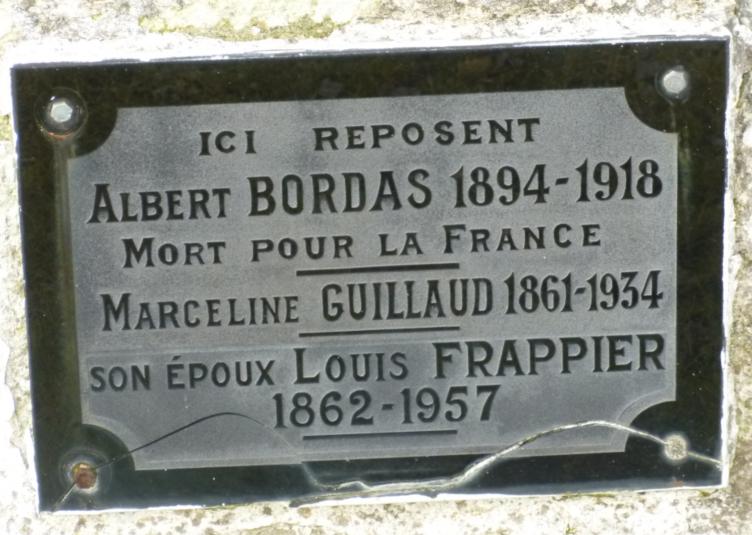 ICI REPOSENT
ALBERT BORDAS 1894-1918
MORT POUR LA FRANCE
MARCELINE GUILLAUD 1861-1934
SON ÉPOUX LOUIS FRAPPIER
1862-1957